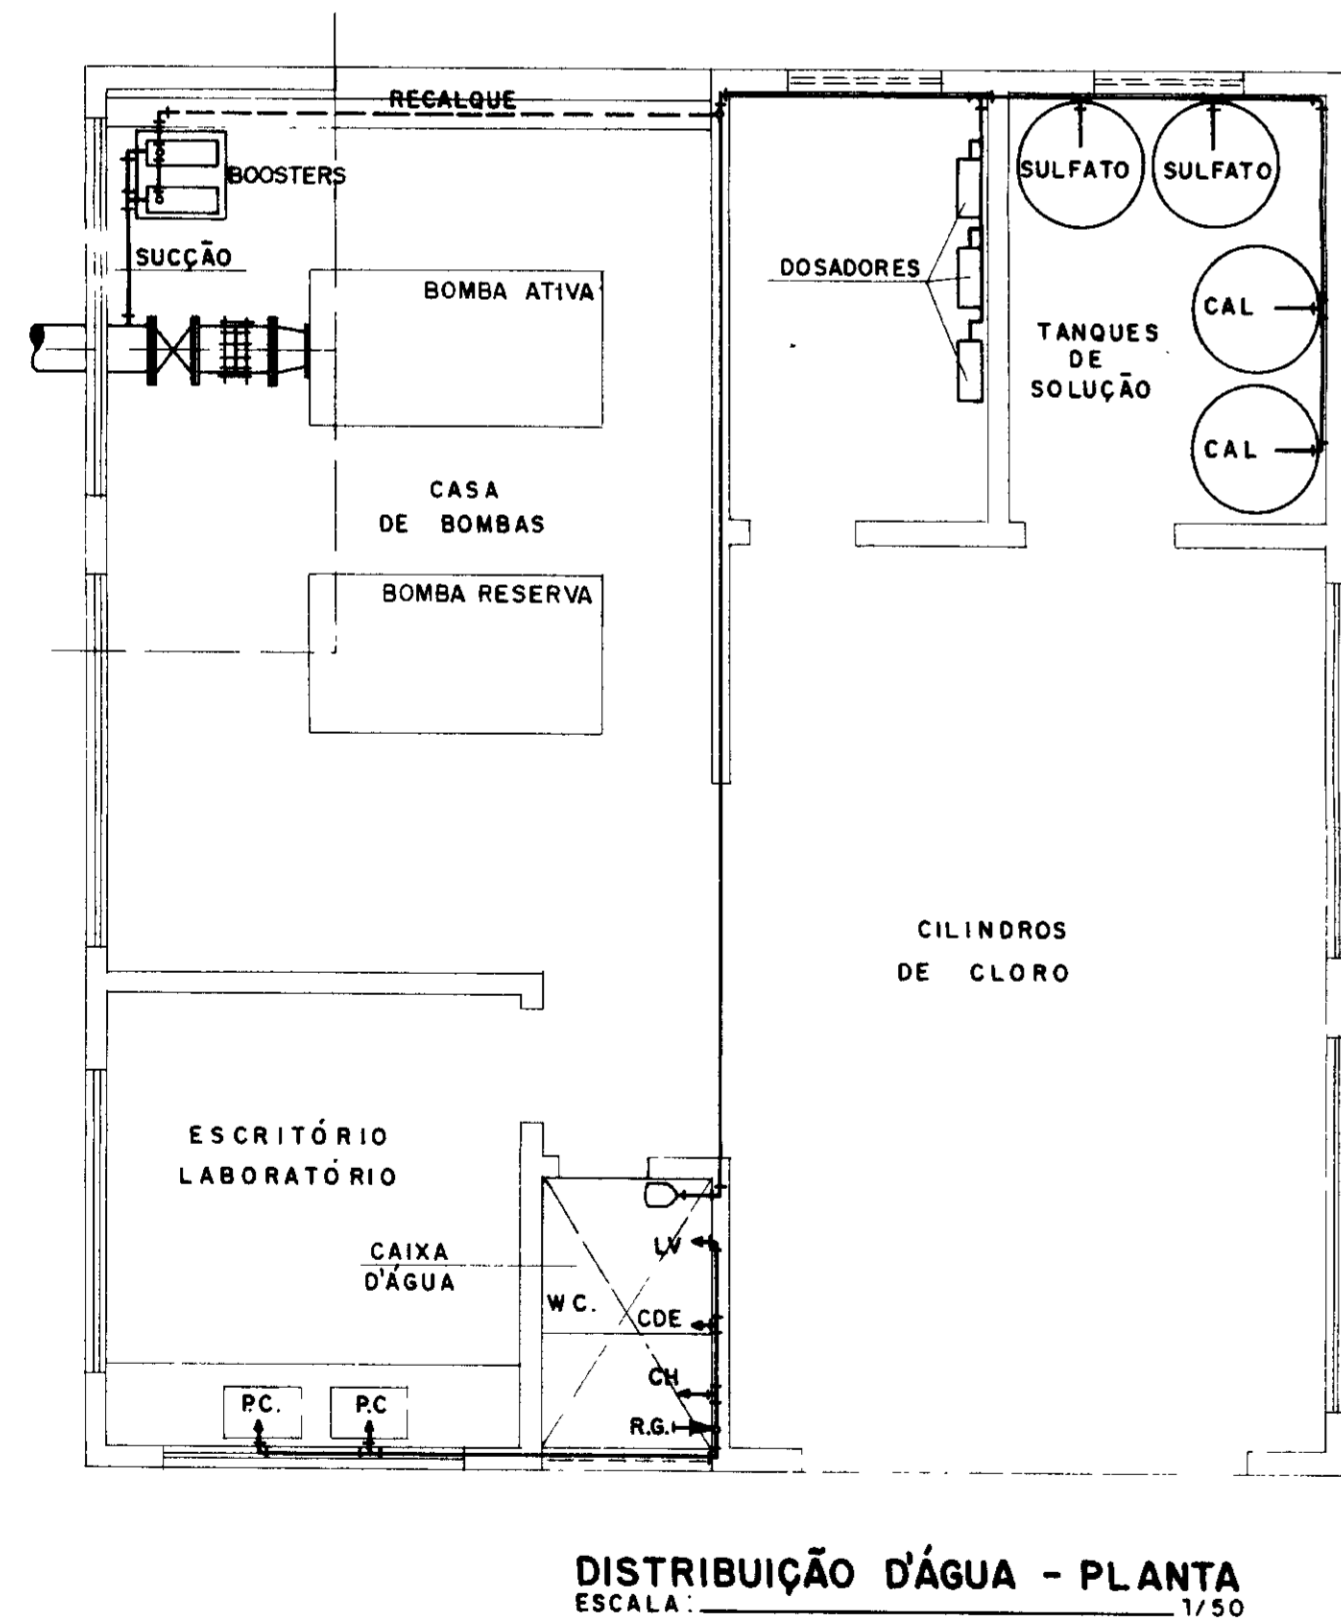 RECALQUE
BOOSTERS
SULFATO
SULFATO
SUCÇÃO
DOSADORES
BOMBA ATIVA
CAL
TANQUES
DE
SOLUÇÃO
CAL
CASA
DE BOMBAS
BOMBA RESERVA
CILINDROS
DE CLORO
ESCRITÓRIO
LABORATÓRIO
CAIXA
D'ÁGUA
LV
WC.
CDE
CH
P.C.
P.C
R.G.
DISTRIBUIÇÃO D'ÁGUA - PLANTA
ESCALA: 1/50